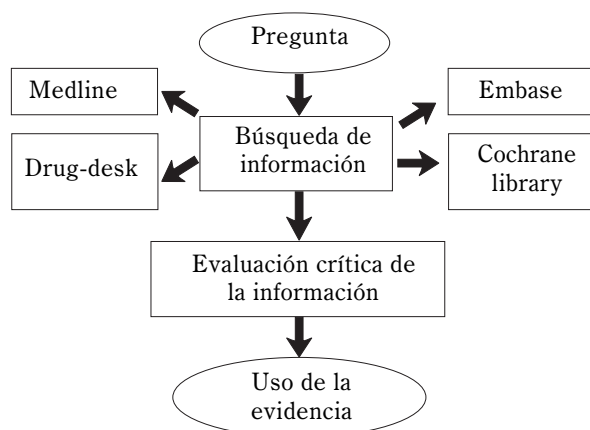 Pregunta
Medline
Embase
Búsqueda de
información
Drug-desk
Cochrane
library
Evaluación crítica de
la información
Uso de la
evidencia